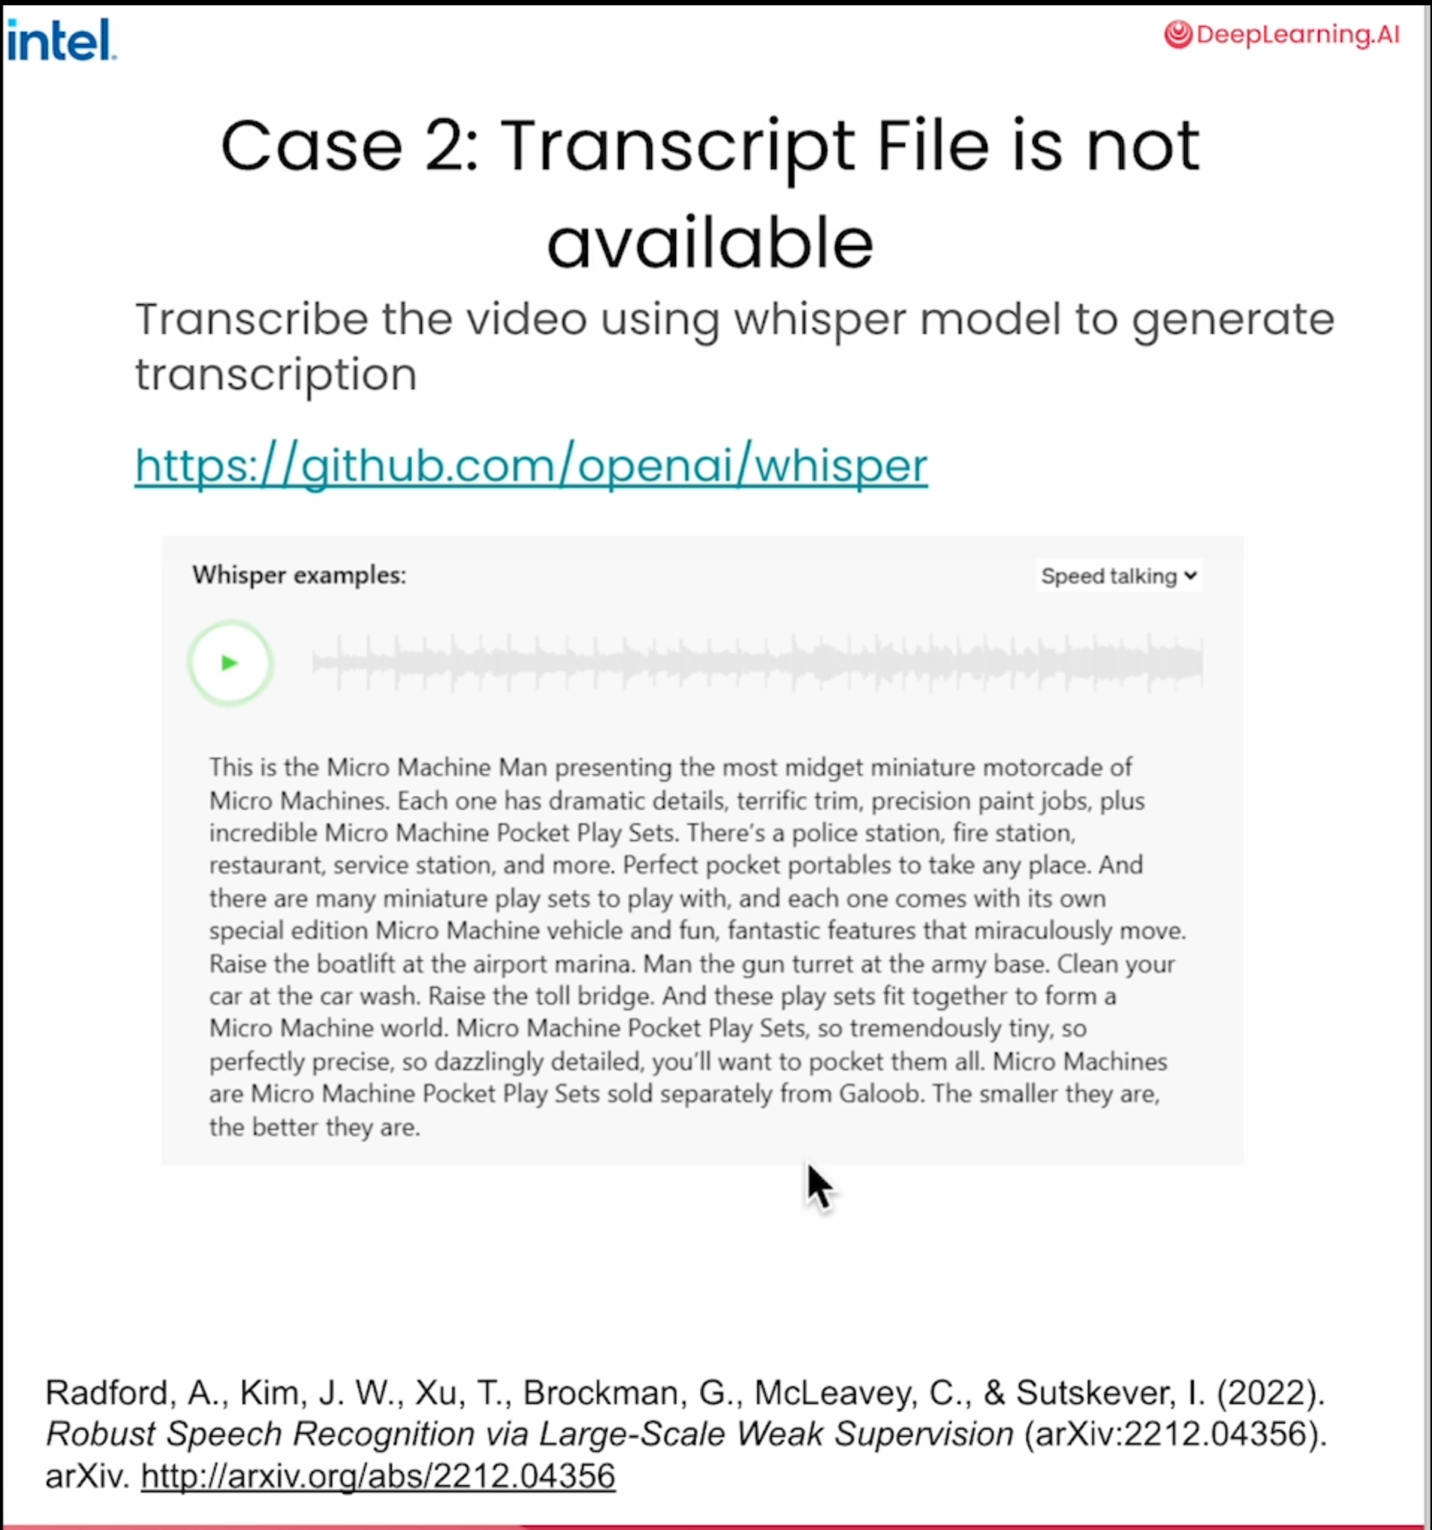 intel.
DeepLearning.AI
Case 2: Transcript File is not
available
Transcribe the video using whisper model to generate
transcription
https://github.com/openai/whisper
Whisper examples:
Speed talking
This is the Micro Machine Man presenting the most midget miniature motorcade of
Micro Machines. Each one has dramatic details, terrific trim, precision paint jobs, plus
incredible Micro Machine Pocket Play Sets. There's a police station, fire station,
restaurant, service station, and more. Perfect pocket portables to take any place. And
there are many miniature play sets to play with, and each one comes with its own
special edition Micro Machine vehicle and fun, fantastic features that miraculously move.
Raise the boatlift at the airport marina. Man the gun turret at the army base. Clean your
car at the car wash. Raise the toll bridge. And these play sets fit together to form a
Micro Machine world. Micro Machine Pocket Play Sets, so tremendously tiny, so
perfectly precise, so dazzlingly detailed, you'll want to pocket them all. Micro Machines
are Micro Machine Pocket Play Sets sold separately from Galoob. The smaller they are,
the better they are.
Radford, A., Kim, J. W., Xu, T., Brockman, G., McLeavey, C., & Sutskever, I. (2022).
Robust Speech Recognition via Large-Scale Weak Supervision (arXiv:2212.04356).
arXiv. http://arxiv.org/abs/2212.04356